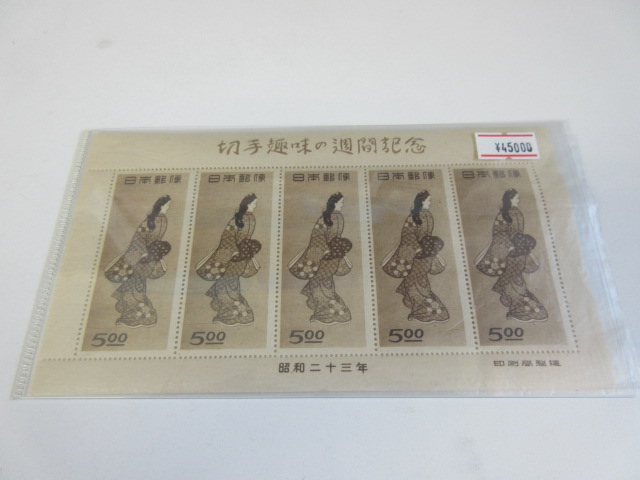 切手趣味の週間記念
¥45000
日本郵便 日本郵便 日本郵便 日本郵便 日本郵便
5.00 5.00 5.00 5.00 5.00
昭和二十三年
印刷局製造